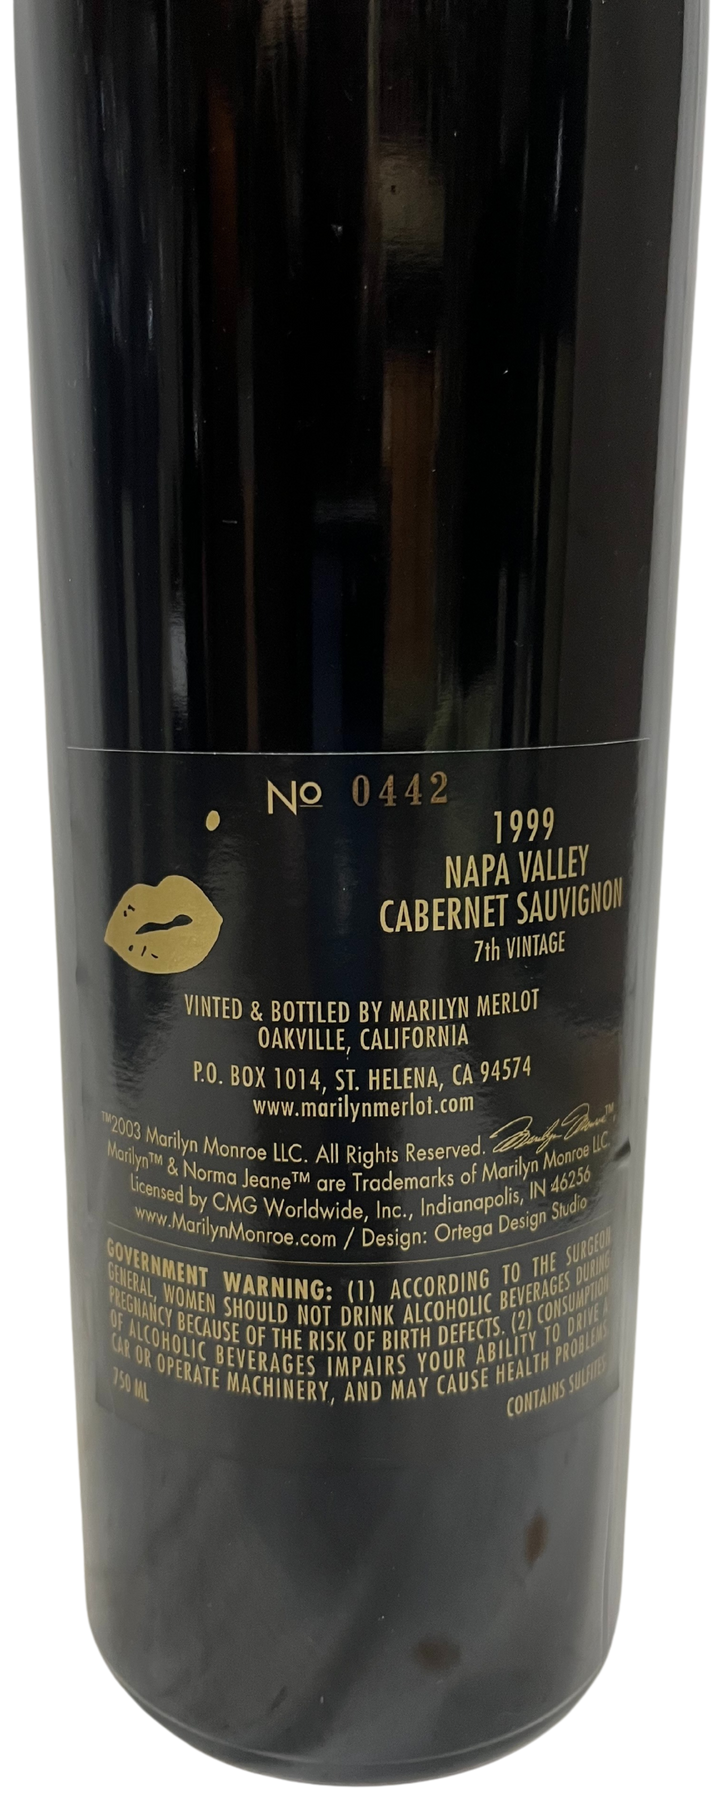 No 0442
1999
NAPA VALLEY
CABERNET SAUVIGNON
7th VINTAGE
VINTED & BOTTLED BY MARILYN MERLOT
OAKVILLE, CALIFORNIA
P.O. BOX 1014, ST. HELENA, CA 94574
www.marilynmerlot.com
™2003 Marilyn Monroe LLC. All Rights Reserved. Marilyn Monroe™,
Marilyn™ & Norma Jeane™ are Trademarks of Marilyn Monroe LLC.
Licensed by CMG Worldwide, Inc., Indianapolis, IN 46256
www.MarilynMonroe.com / Design: Ortega Design Studio
GOVERNMENT WARNING: (1) ACCORDING TO THE SURGEON
GENERAL, WOMEN SHOULD NOT DRINK ALCOHOLIC BEVERAGES DURING
PREGNANCY BECAUSE OF THE RISK OF BIRTH DEFECTS. (2) CONSUMPTION
OF ALCOHOLIC BEVERAGES IMPAIRS YOUR ABILITY TO DRIVE A
CAR OR OPERATE MACHINERY, AND MAY CAUSE HEALTH PROBLEMS.
750 ML
CONTAINS SULFITES